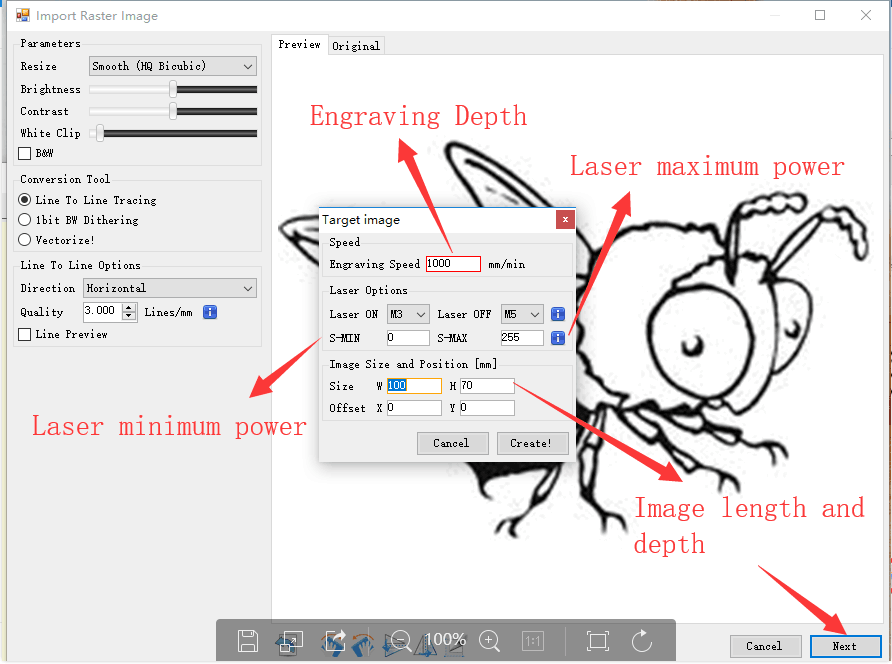 Import Raster Image
Parameters
Resize Smooth (HQ Bicubic)
Brightness
Contrast
White Clip
B&W
Conversion Tool
Line To Line Tracing
1bit BW Dithering
Vectorize!
Line To Line Options
Direction Horizontal
Quality 3.000 Lines/mm
Line Preview
Preview Original
Engraving Depth
Laser maximum power
Target image
Speed
Engraving Speed 1000 mm/min
Laser Options
Laser ON M3 Laser OFF M5
S-MIN 0 S-MAX 255
Image Size and Position [mm]
Size W 100 H 70
Offset X 0 Y 0
Cancel Create!
Laser minimum power
Image length and
depth
100% 1:1
Cancel Next